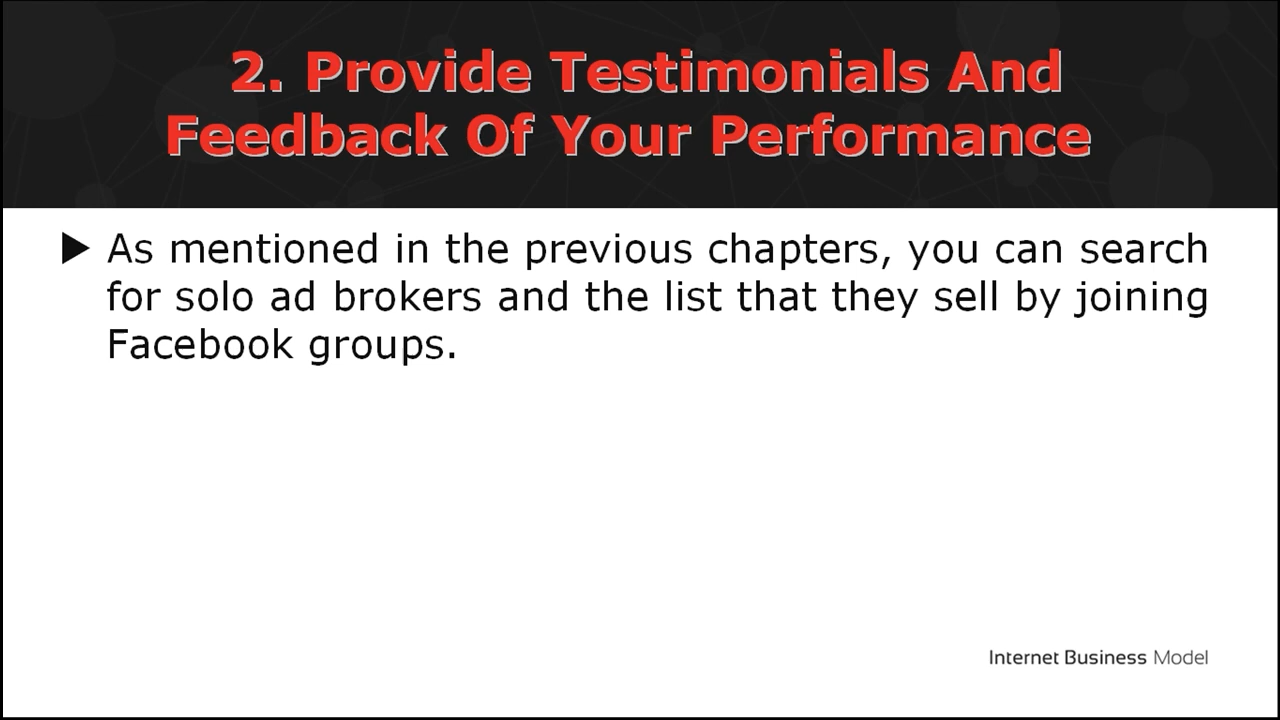 2. Provide Testimonials And
Feedback Of Your Performance
As mentioned in the previous chapters, you can search
for solo ad brokers and the list that they sell by joining
Facebook groups.
Internet Business Model